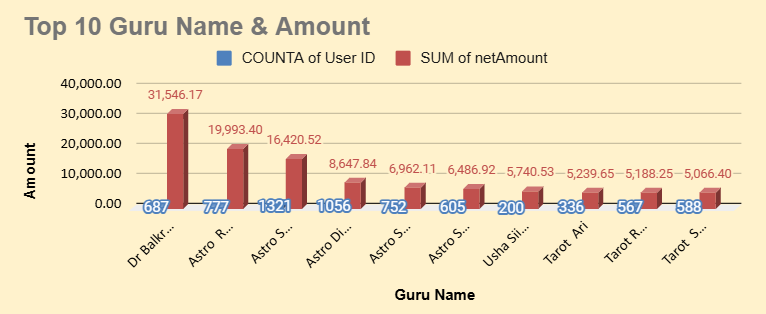 Top 10 Guru Name & Amount
COUNTA of User ID SUM of netAmount
40,000.00
30,000.00
20,000.00
10,000.00
0.00
Amount
31,546.17
19,993.40
16,420.52
8,647.84
6,962.11
6,486.92
5,740.53
5,239.65
5,188.25
5,066.40
687
777
1321
1056
752
605
200
336
567
588
Dr Balkr...
Astro R...
Astro S...
Astro Di...
Astro S...
Astro S...
Usha Sii...
Tarot Ari
Tarot R...
Tarot S...
Guru Name